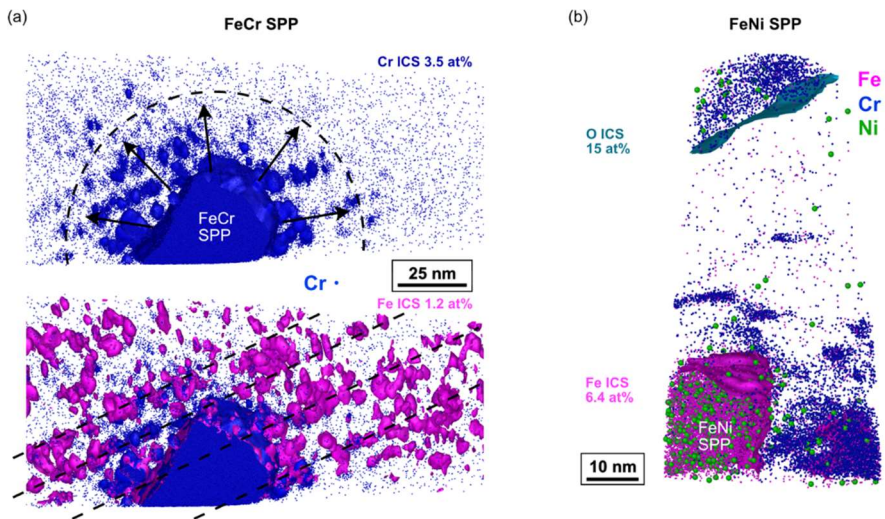 (a)
FeCr SPP
Cr ICS 3.5 at%
FeCr
SPP
25 nm
Cr
Fe ICS 1.2 at%
(b)
FeNi SPP
Fe
Cr
Ni
O ICS
15 at%
Fe ICS
6.4 at%
FeNi
SPP
10 nm